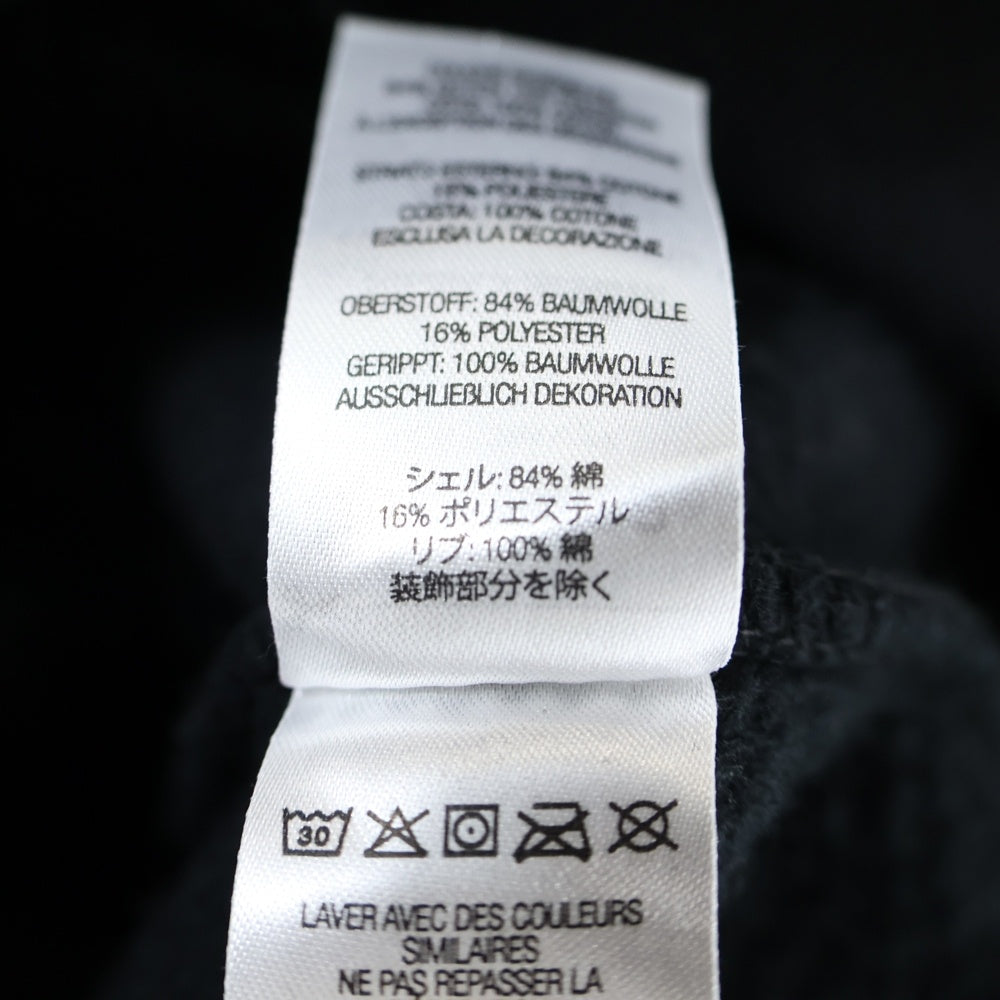 STRATO ESTERNO: 84% COTONE
16% POLIESTERE
COSTA: 100% COTONE
ESCLUSA LA DECORAZIONE
OBERSTOFF: 84% BAUMWOLLE
16% POLYESTER
GERIPPT: 100% BAUMWOLLE
AUSSCHLIEßLICH DEKORATION
シェル: 84% 綿
16% ポリエステル
リブ: 100% 綿
装飾部分を除く
30
LAVER AVEC DES COULEURS
SIMILAIRES
NE PAS REPASSER LA